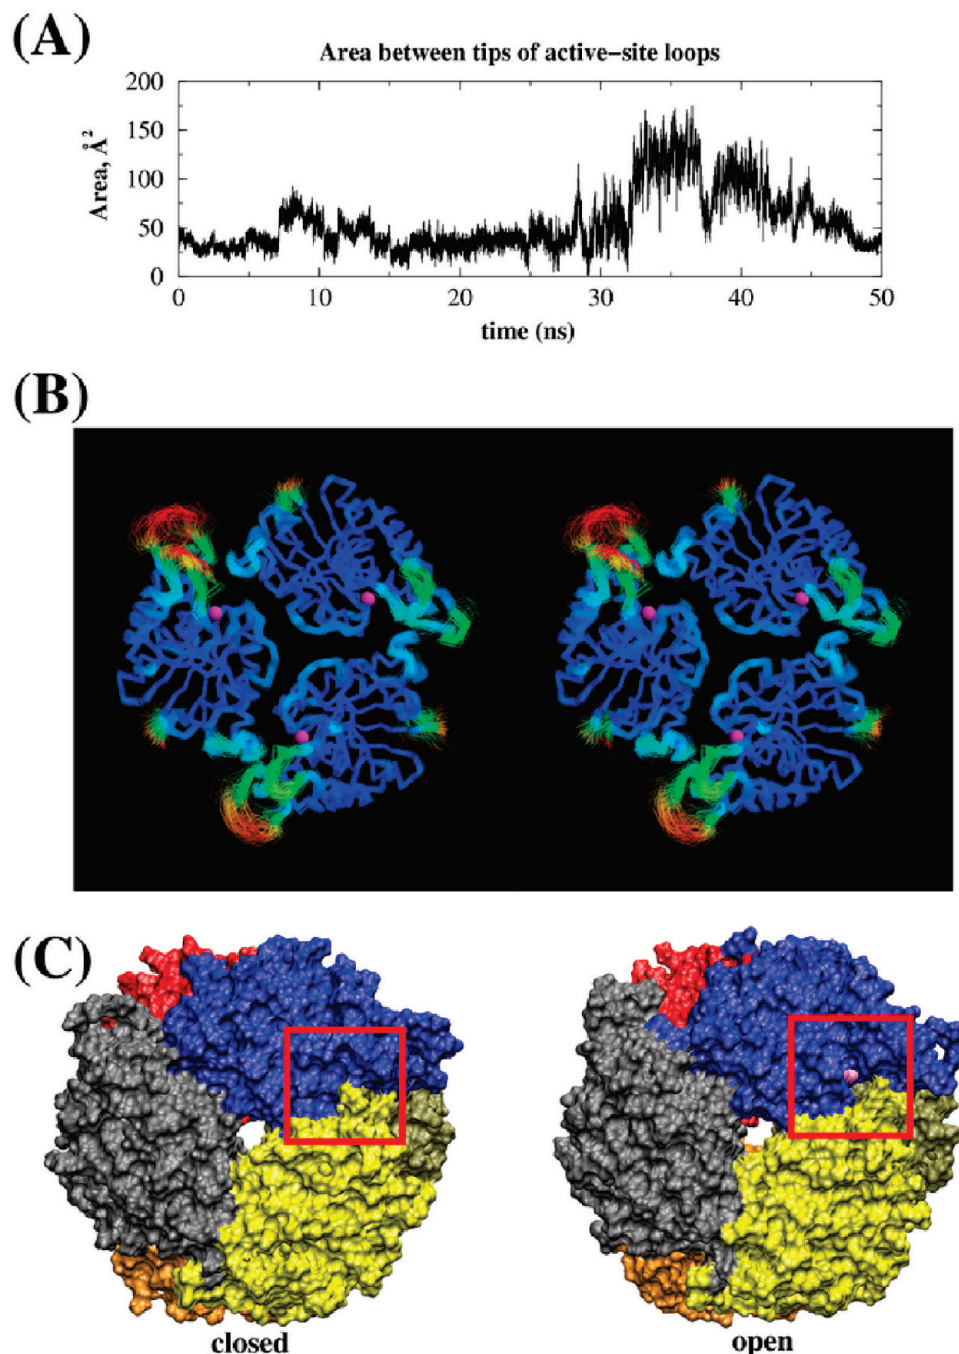 (A)
Area between tips of active-site loops
Area, Å²
200
150
100
50
0
0 10 20 30 40 50
time (ns)
(B)
(C)
closed open